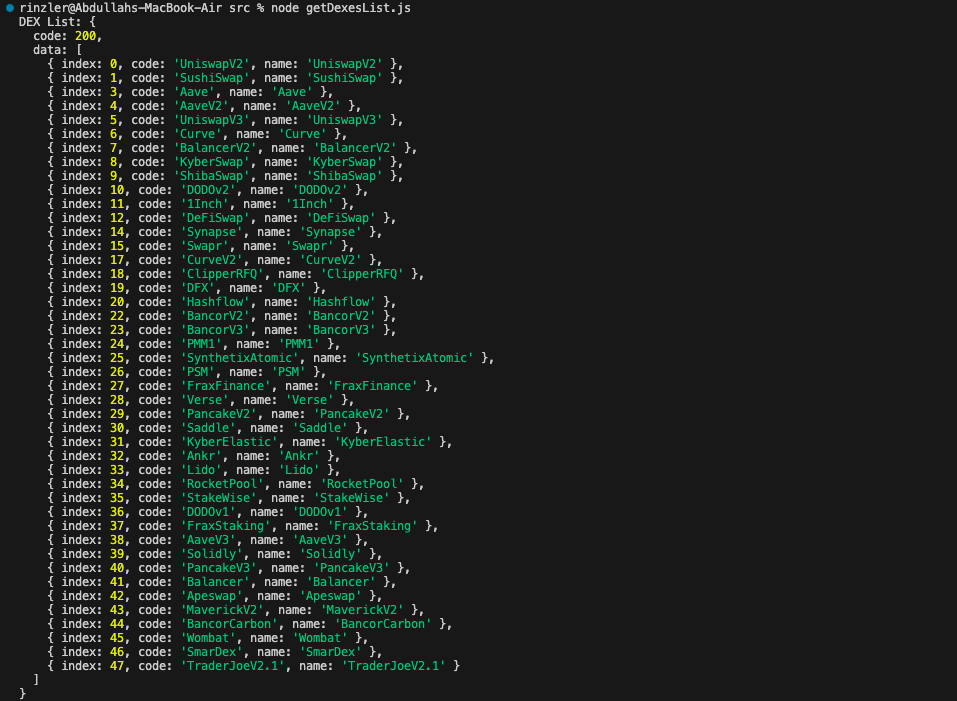 rinzler@Abdullahs-MacBook-Air src % node getDexesList.js
DEX List: {
  code: 200,
  data: [
    { index: 0, code: 'UniswapV2', name: 'UniswapV2' },
    { index: 1, code: 'SushiSwap', name: 'SushiSwap' },
    { index: 3, code: 'Aave', name: 'Aave' },
    { index: 4, code: 'AaveV2', name: 'AaveV2' },
    { index: 5, code: 'UniswapV3', name: 'UniswapV3' },
    { index: 6, code: 'Curve', name: 'Curve' },
    { index: 7, code: 'BalancerV2', name: 'BalancerV2' },
    { index: 8, code: 'KyberSwap', name: 'KyberSwap' },
    { index: 9, code: 'ShibaSwap', name: 'ShibaSwap' },
    { index: 10, code: 'DODOv2', name: 'DODOv2' },
    { index: 11, code: '1Inch', name: '1Inch' },
    { index: 12, code: 'DeFiSwap', name: 'DeFiSwap' },
    { index: 14, code: 'Synapse', name: 'Synapse' },
    { index: 15, code: 'Swapr', name: 'Swapr' },
    { index: 17, code: 'CurveV2', name: 'CurveV2' },
    { index: 18, code: 'ClipperRFQ', name: 'ClipperRFQ' },
    { index: 19, code: 'DFX', name: 'DFX' },
    { index: 20, code: 'Hashflow', name: 'Hashflow' },
    { index: 22, code: 'BancorV2', name: 'BancorV2' },
    { index: 23, code: 'BancorV3', name: 'BancorV3' },
    { index: 24, code: 'PMM1', name: 'PMM1' },
    { index: 25, code: 'SynthetixAtomic', name: 'SynthetixAtomic' },
    { index: 26, code: 'PSM', name: 'PSM' },
    { index: 27, code: 'FraxFinance', name: 'FraxFinance' },
    { index: 28, code: 'Verse', name: 'Verse' },
    { index: 29, code: 'PancakeV2', name: 'PancakeV2' },
    { index: 30, code: 'Saddle', name: 'Saddle' },
    { index: 31, code: 'KyberElastic', name: 'KyberElastic' },
    { index: 32, code: 'Ankr', name: 'Ankr' },
    { index: 33, code: 'Lido', name: 'Lido' },
    { index: 34, code: 'RocketPool', name: 'RocketPool' },
    { index: 35, code: 'StakeWise', name: 'StakeWise' },
    { index: 36, code: 'DODOv1', name: 'DODOv1' },
    { index: 37, code: 'FraxStaking', name: 'FraxStaking' },
    { index: 38, code: 'AaveV3', name: 'AaveV3' },
    { index: 39, code: 'Solidly', name: 'Solidly' },
    { index: 40, code: 'PancakeV3', name: 'PancakeV3' },
    { index: 41, code: 'Balancer', name: 'Balancer' },
    { index: 42, code: 'Apeswap', name: 'Apeswap' },
    { index: 43, code: 'MaverickV2', name: 'MaverickV2' },
    { index: 44, code: 'BancorCarbon', name: 'BancorCarbon' },
    { index: 45, code: 'Wombat', name: 'Wombat' },
    { index: 46, code: 'SmarDex', name: 'SmarDex' },
    { index: 47, code: 'TraderJoeV2.1', name: 'TraderJoeV2.1' }
  ]
}